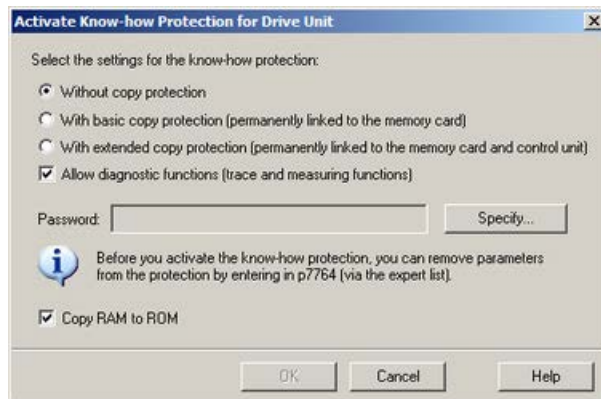 Activate Know-how Protection for Drive Unit
Select the settings for the know-how protection:
Without copy protection
With basic copy protection (permanently linked to the memory card)
With extended copy protection (permanently linked to the memory card and control unit)
Allow diagnostic functions (trace and measuring functions)
Password:
Specify...
Before you activate the know-how protection, you can remove parameters
from the protection by entering in p7764 (via the expert list).
Copy RAM to ROM
OK
Cancel
Help